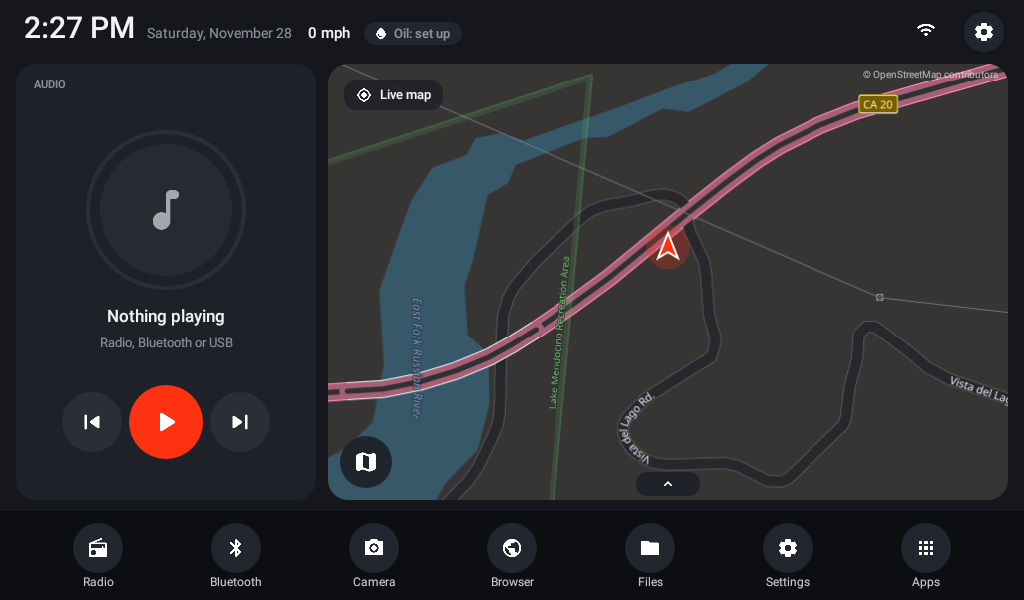 2:27 PM
Saturday, November 28
0 mph
Oil: set up
AUDIO
Nothing playing
Radio, Bluetooth or USB
Live map
© OpenStreetMap contributors
CA 20
East Fork Russian River
Lake Mendocino Recreation Area
Vista del Lago Rd.
Vista del Lag
Radio
Bluetooth
Camera
Browser
Files
Settings
Apps